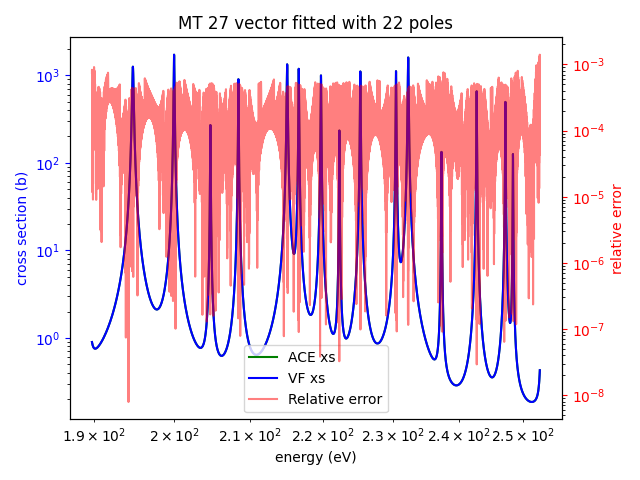 MT 27 vector fitted with 22 poles
10³
10²
10¹
10⁰
cross section (b)
10⁻³
10⁻⁴
10⁻⁵
10⁻⁶
10⁻⁷
10⁻⁸
relative error
ACE xs
VF xs
Relative error
1.9 × 10² 2 × 10² 2.1 × 10² 2.2 × 10² 2.3 × 10² 2.4 × 10² 2.5 × 10²
energy (eV)